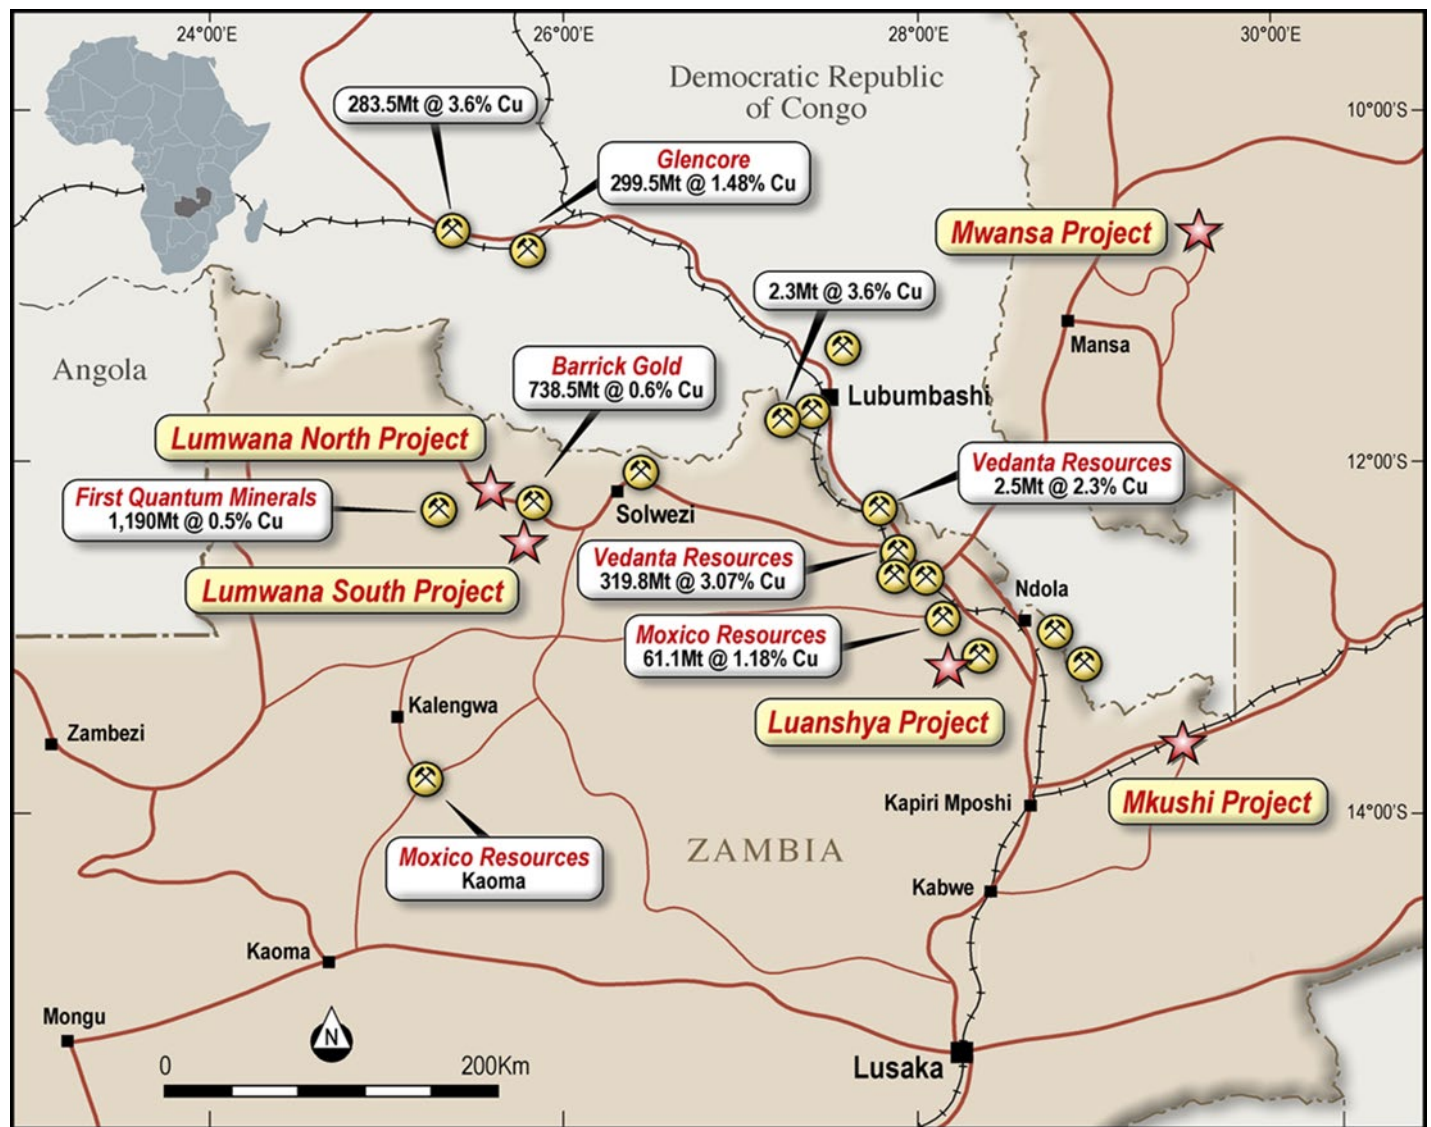 24°00'E
26°00'E
28°00'E
30°00'E
Democratic Republic
of Congo
10°00'S
283.5Mt @ 3.6% Cu
Glencore
299.5Mt @ 1.48% Cu
Mwansa Project
2.3Mt @ 3.6% Cu
Mansa
Angola
Barrick Gold
738.5Mt @ 0.6% Cu
Lubumbashi
Lumwana North Project
12°00'S
Vedanta Resources
2.5Mt @ 2.3% Cu
First Quantum Minerals
1,190Mt @ 0.5% Cu
Solwezi
Vedanta Resources
319.8Mt @ 3.07% Cu
Lumwana South Project
Ndola
Moxico Resources
61.1Mt @ 1.18% Cu
Kalengwa
Luanshya Project
Zambezi
Kapiri Mposhi
Mkushi Project
14°00'S
ZAMBIA
Moxico Resources
Kaoma
Kabwe
Kaoma
Mongu
N
0
200Km
Lusaka